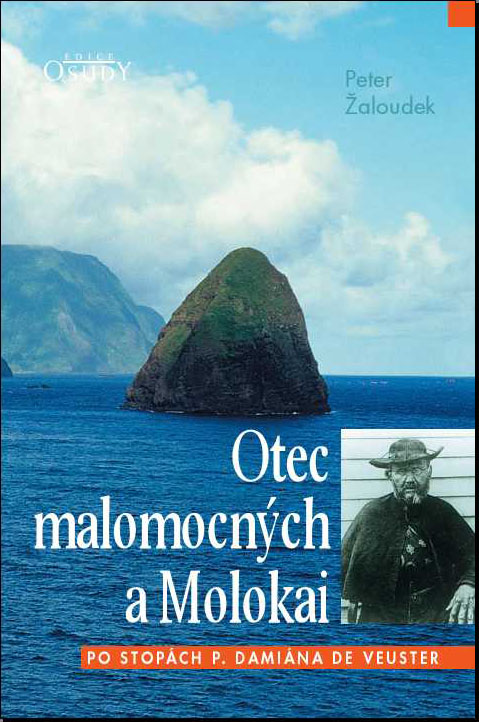 EDICE
OSUDY
Peter
Žaloudek
Otec
malomocných
a Molokai
PO STOPÁCH P. DAMIÁNA DE VEUSTER